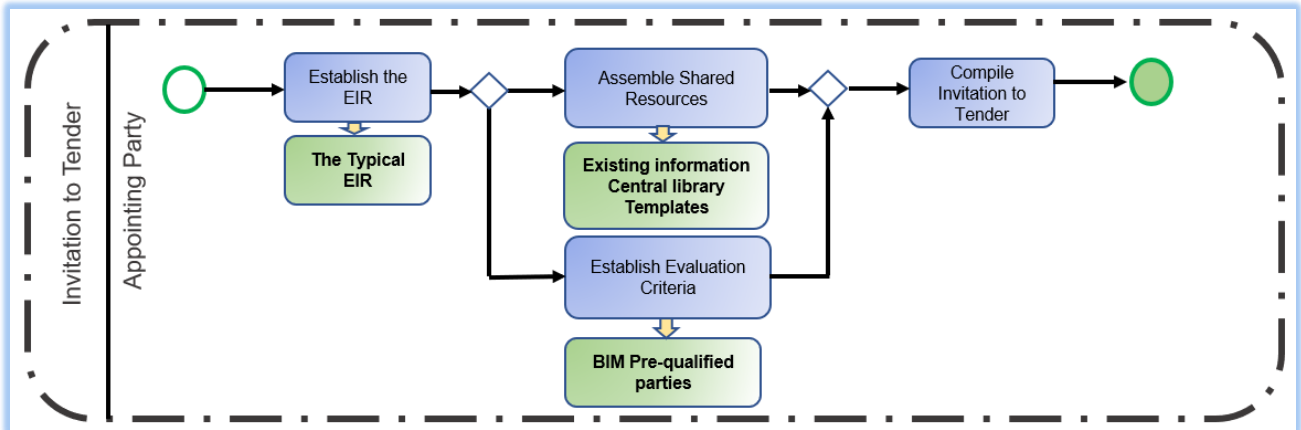 Invitation to Tender
Appointing Party
Establish the
EIR
The Typical
EIR
Assemble Shared
Resources
Existing information
Central library
Templates
Establish Evaluation
Criteria
BIM Pre-qualified
parties
Compile
Invitation to
Tender